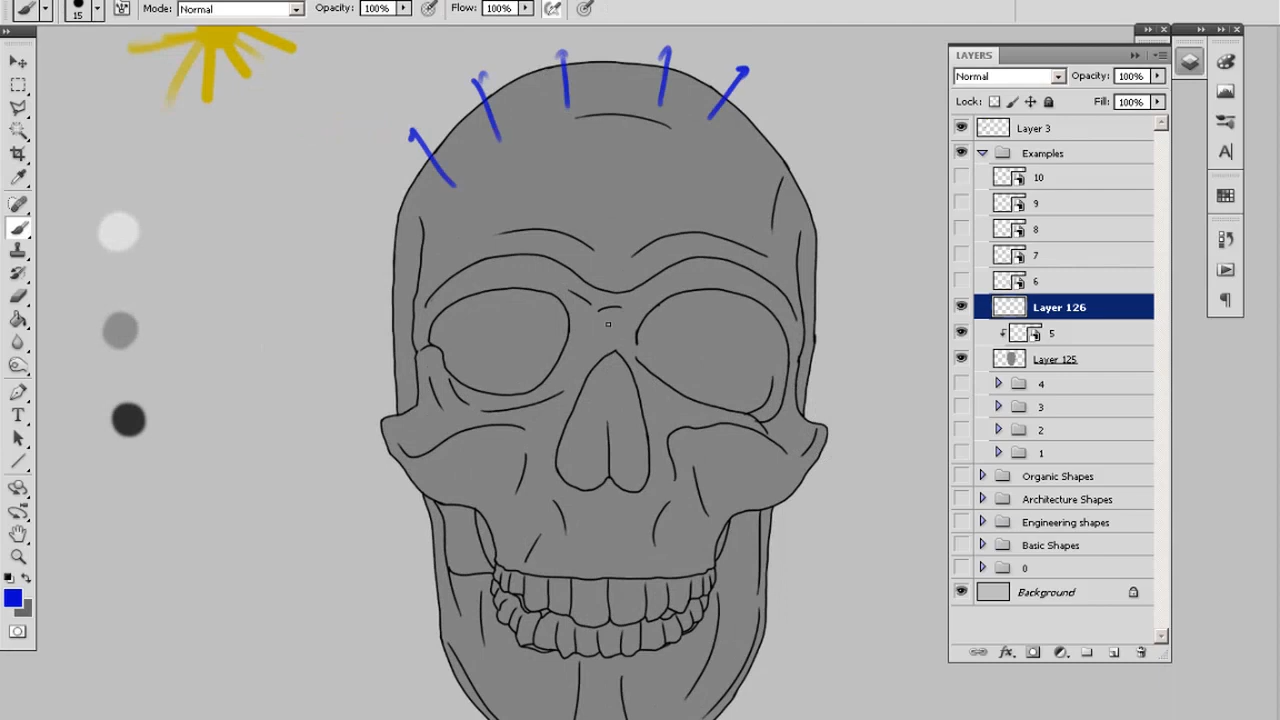 15 Mode: Normal Opacity: 100% Flow: 100%
LAYERS
Normal Opacity: 100%
Lock: Fill: 100%
Layer 3
Examples
10
9
8
7
6
Layer 126
5
Layer 125
4
3
2
1
Organic Shapes
Architecture Shapes
Engineering shapes
Basic Shapes
0
Background